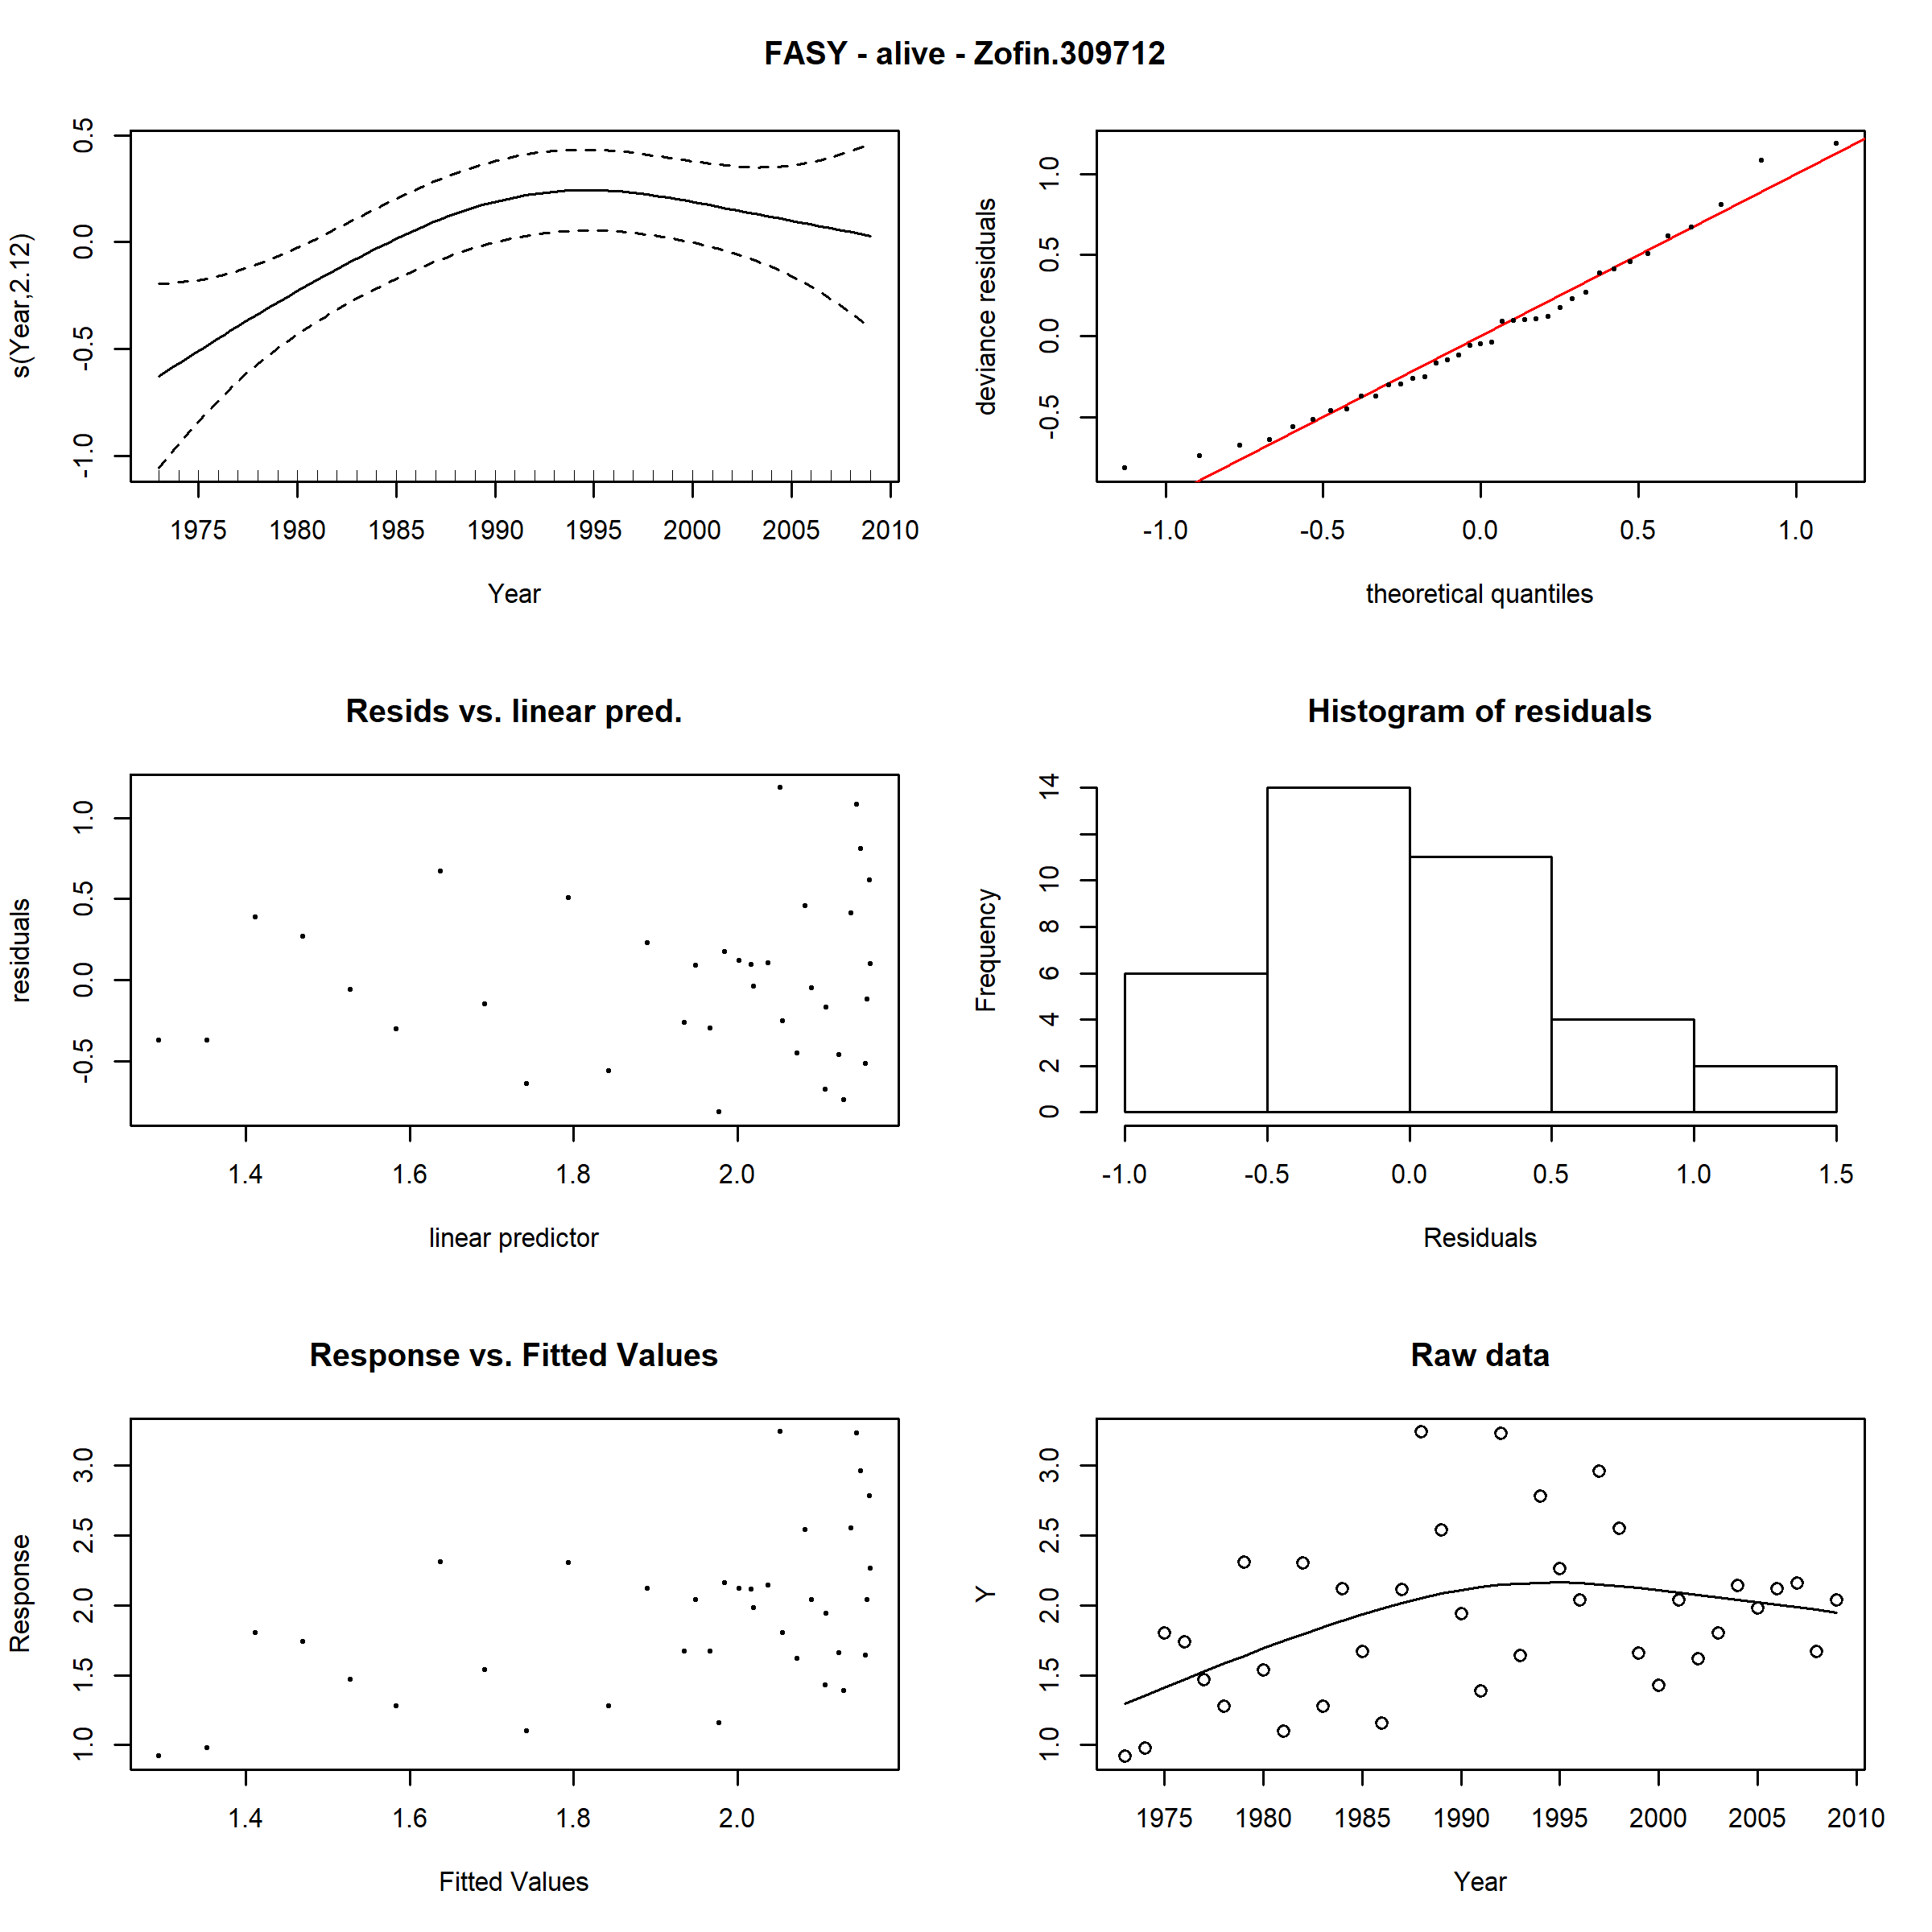 FASY - alive - Zofin.309712
s(Year,2.12)
0.5
0.0
-0.5
-1.0
1975 1980 1985 1990 1995 2000 2005 2010
Year
deviance residuals
1.0
0.5
0.0
-0.5
-1.0 -0.5 0.0 0.5 1.0
theoretical quantiles
Resids vs. linear pred.
residuals
1.0
0.5
0.0
-0.5
1.4 1.6 1.8 2.0
linear predictor
Histogram of residuals
Frequency
14
10
8
6
4
2
0
-1.0 -0.5 0.0 0.5 1.0 1.5
Residuals
Response vs. Fitted Values
Response
3.0
2.5
2.0
1.5
1.0
1.4 1.6 1.8 2.0
Fitted Values
Raw data
Y
3.0
2.5
2.0
1.5
1.0
1975 1980 1985 1990 1995 2000 2005 2010
Year